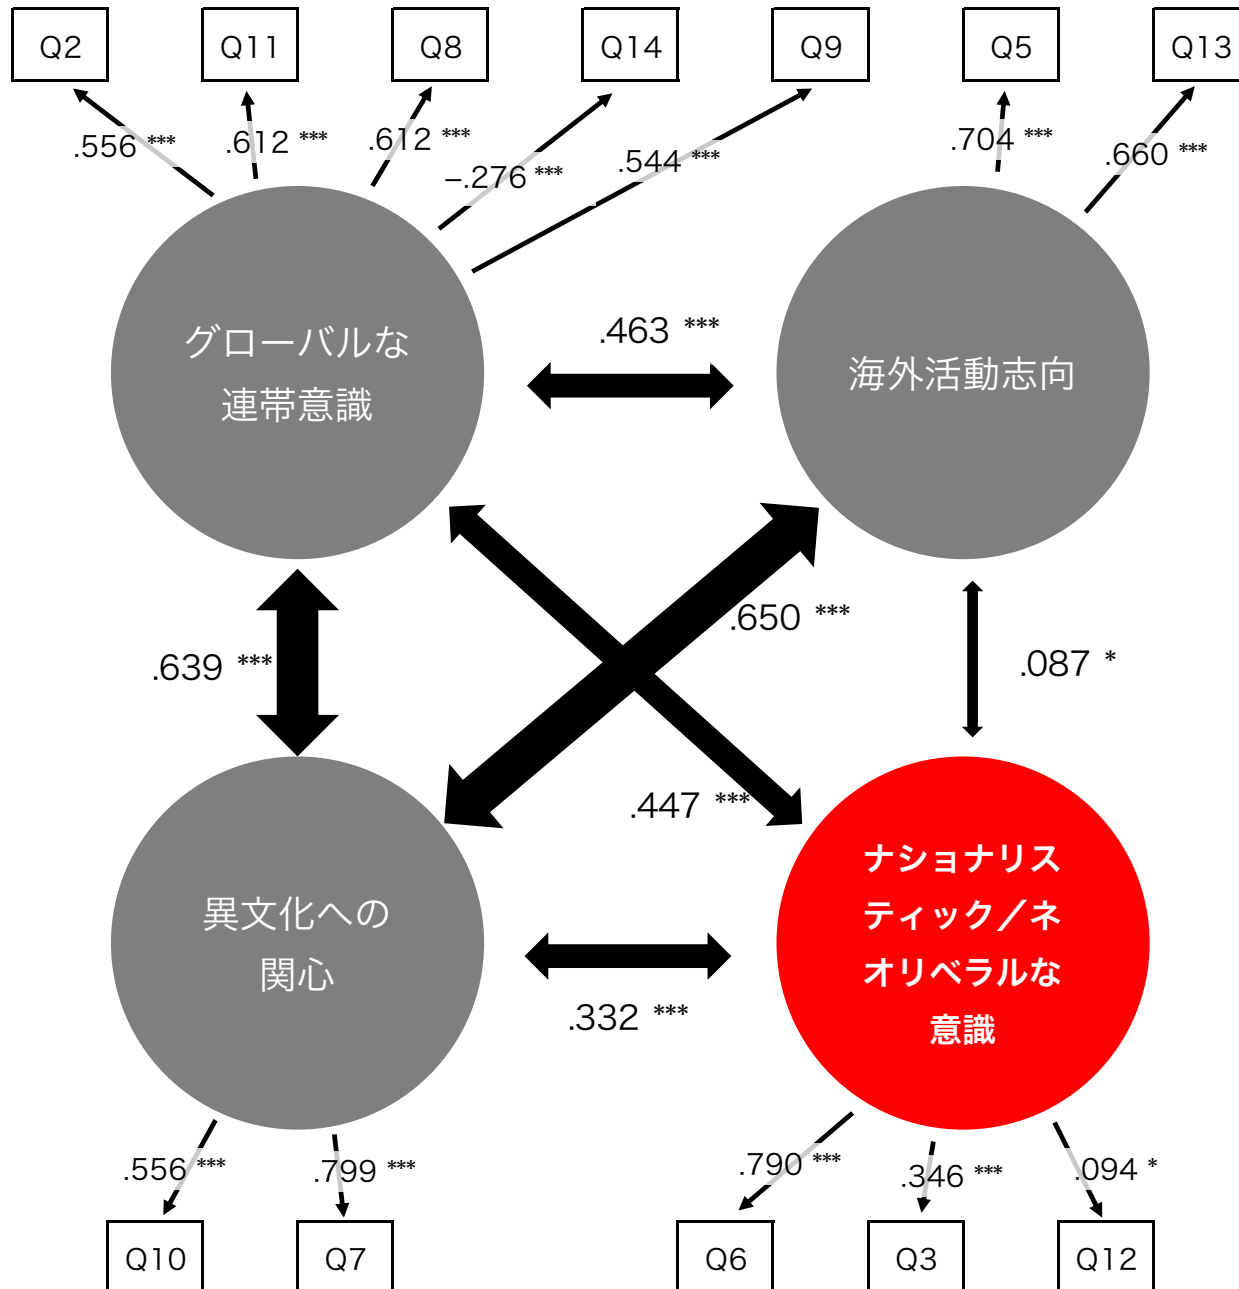 Q2
Q11
Q8
Q14
Q9
Q5
Q13
.556 ***
.612 ***
.612 ***
–.276 ***
.544 ***
.704 ***
.660 ***
グローバルな
連帯意識
.463 ***
海外活動志向
.639 ***
.650 ***
.087 *
.447 ***
異文化への
関心
.332 ***
ナショナリス
ティック／ネ
オリベラルな
意識
.556 ***
.799 ***
.790 ***
.346 ***
.094 *
Q10
Q7
Q6
Q3
Q12